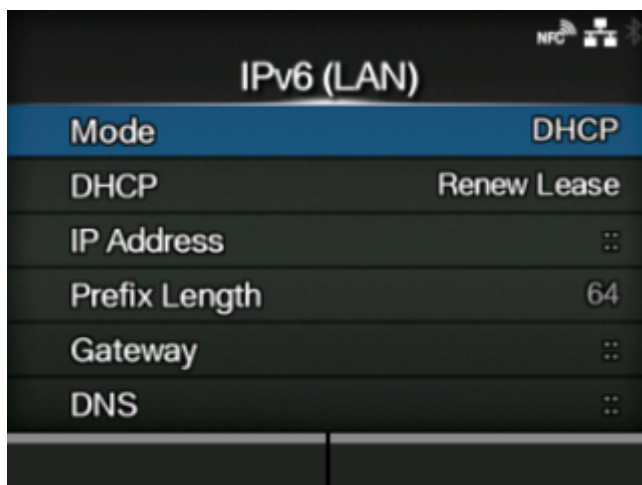 NFC
IPv6 (LAN)
Mode DHCP
DHCP Renew Lease
IP Address ::
Prefix Length 64
Gateway ::
DNS ::